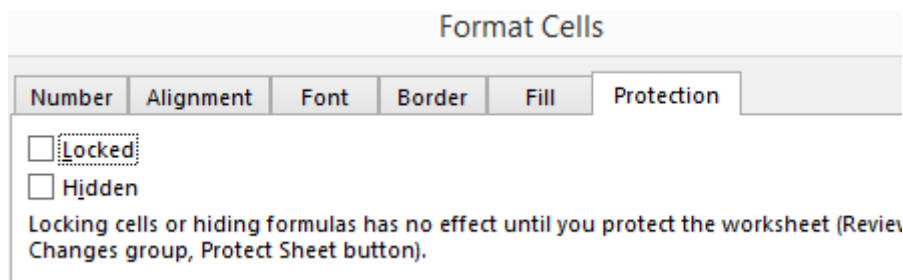 Format Cells
Number Alignment Font Border Fill Protection
Locked
Hidden
Locking cells or hiding formulas has no effect until you protect the worksheet (Review
Changes group, Protect Sheet button).